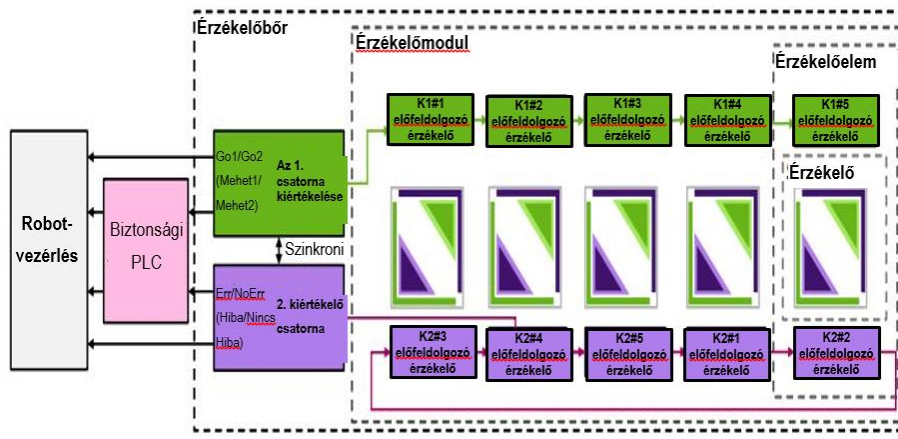 Érzékelőbőr
Érzékelőmodul
Érzékelőelem
K1#1
előfeldolgozó
érzékelő
K1#2
előfeldolgozó
érzékelő
K1#3
előfeldolgozó
érzékelő
K1#4
előfeldolgozó
érzékelő
K1#5
előfeldolgozó
érzékelő
Go1/Go2
(Mehet1/
Mehet2)
Az 1.
csatorna
kiértékelése
Érzékelő
Robot-
vezérlés
Biztonsági
PLC
Szinkroni
Err/NoErr
(Hiba/Nincs
Hiba)
2. kiértékelő
csatorna
K2#3
előfeldolgozó
érzékelő
K2#4
előfeldolgozó
érzékelő
K2#5
előfeldolgozó
érzékelő
K2#1
előfeldolgozó
érzékelő
K2#2
előfeldolgozó
érzékelő